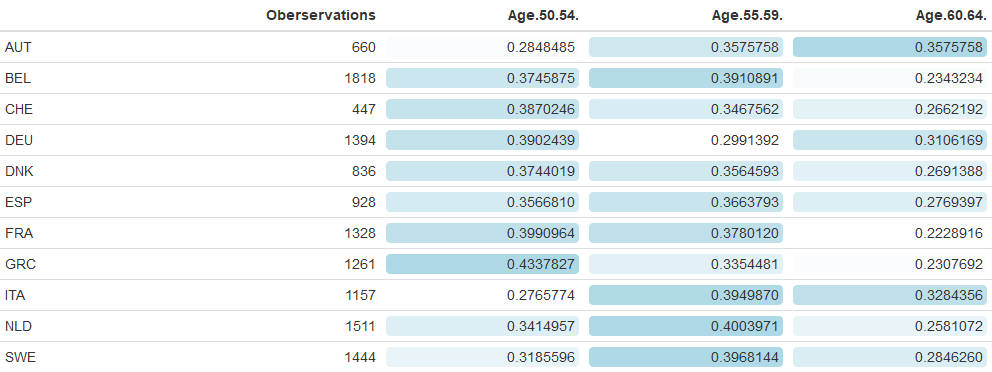 Oberservations Age.50.54. Age.55.59. Age.60.64.
AUT 660 0.2848485 0.3575758 0.3575758
BEL 1818 0.3745875 0.3910891 0.2343234
CHE 447 0.3870246 0.3467562 0.2662192
DEU 1394 0.3902439 0.2991392 0.3106169
DNK 836 0.3744019 0.3564593 0.2691388
ESP 928 0.3566810 0.3663793 0.2769397
FRA 1328 0.3990964 0.3780120 0.2228916
GRC 1261 0.4337827 0.3354481 0.2307692
ITA 1157 0.2765774 0.3949870 0.3284356
NLD 1511 0.3414957 0.4003971 0.2581072
SWE 1444 0.3185596 0.3968144 0.2846260